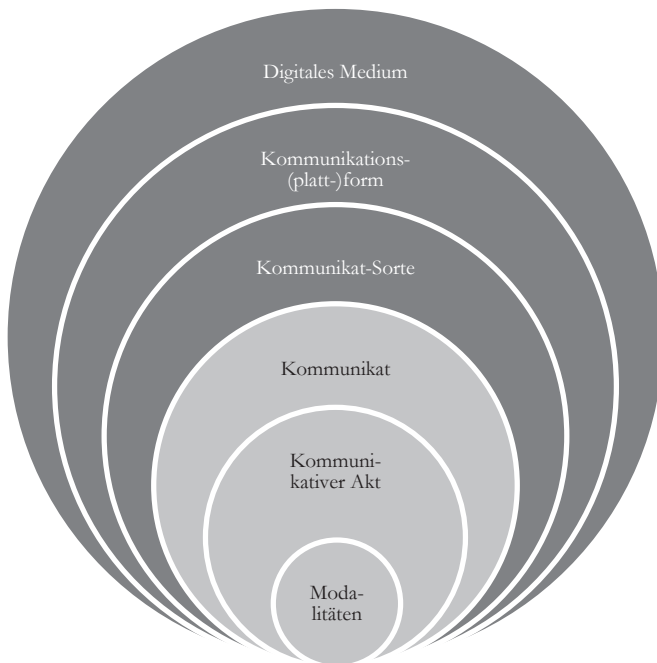 Digitales Medium
Kommunikations-
(platt-)form
Kommunikat-Sorte
Kommunikat
Kommuni-
kativer Akt
Moda-
litäten